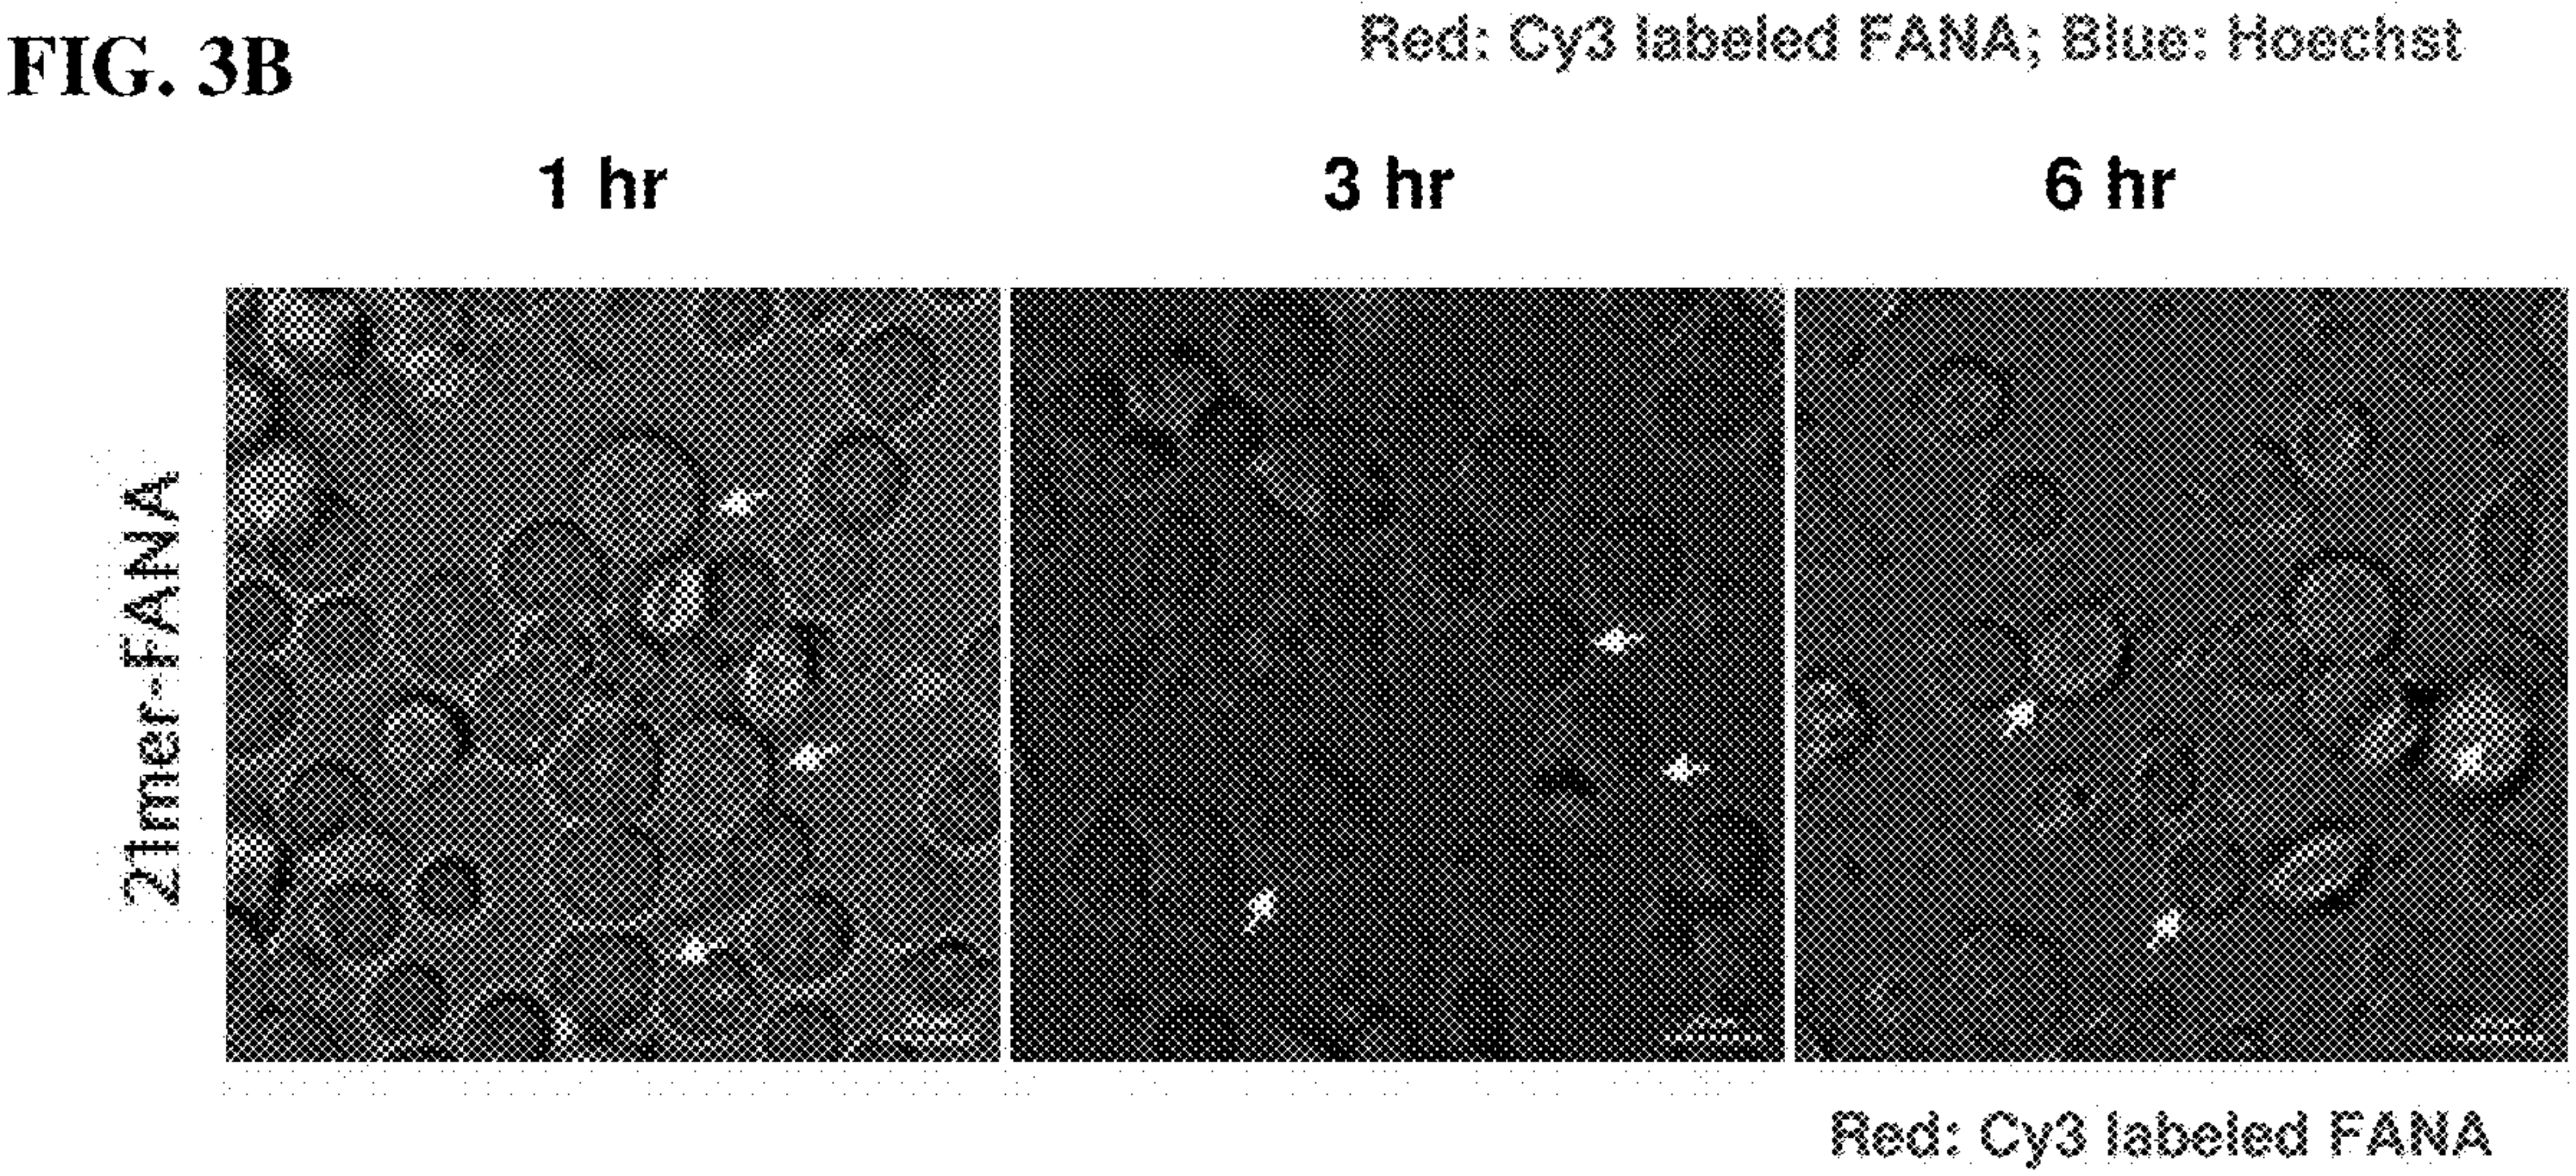 Red: Cy3 labeled FANA; Blue: Hoechst
FIG. 3B
1 hr
3 hr
6 hr
21mer-FANA
Red: Cy3 labeled FANA